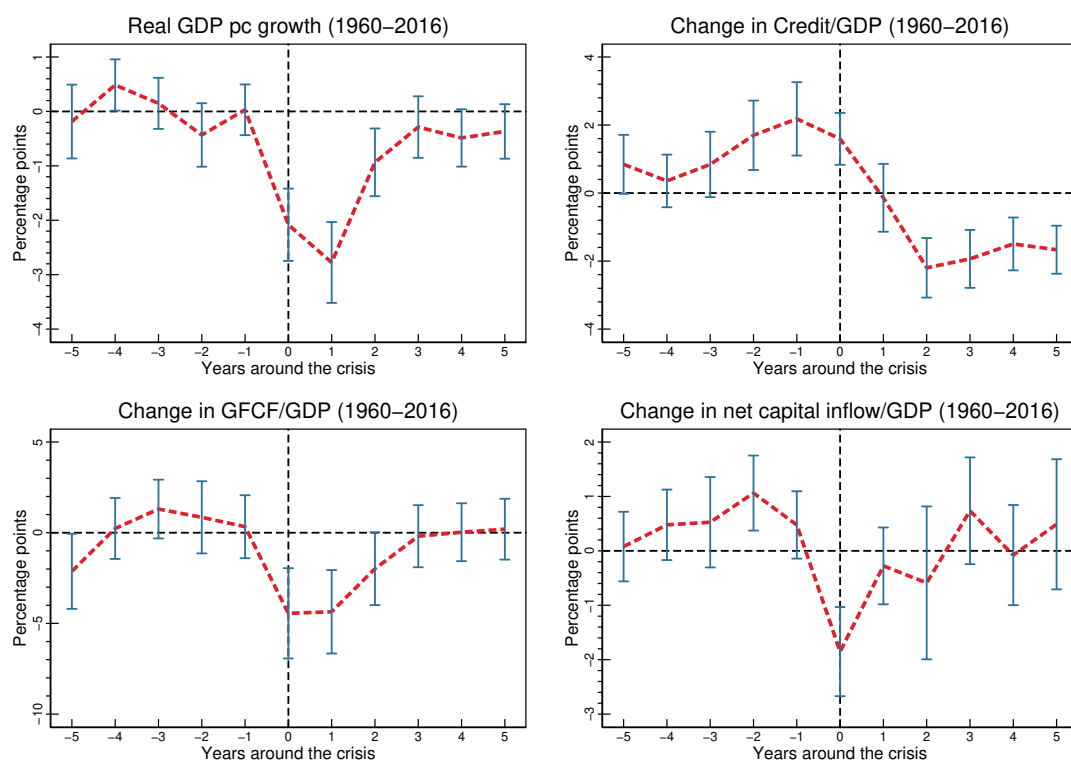 Real GDP pc growth (1960−2016)
Percentage points
1
0
−1
−2
−3
−4
−5 −4 −3 −2 −1 0 1 2 3 4 5
Years around the crisis
Change in Credit/GDP (1960−2016)
Percentage points
4
2
0
−2
−4
−5 −4 −3 −2 −1 0 1 2 3 4 5
Years around the crisis
Change in GFCF/GDP (1960−2016)
Percentage points
5
0
−5
−10
−5 −4 −3 −2 −1 0 1 2 3 4 5
Years around the crisis
Change in net capital inflow/GDP (1960−2016)
Percentage points
2
1
0
−1
−2
−3
−5 −4 −3 −2 −1 0 1 2 3 4 5
Years around the crisis